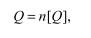 Q = n[Q],